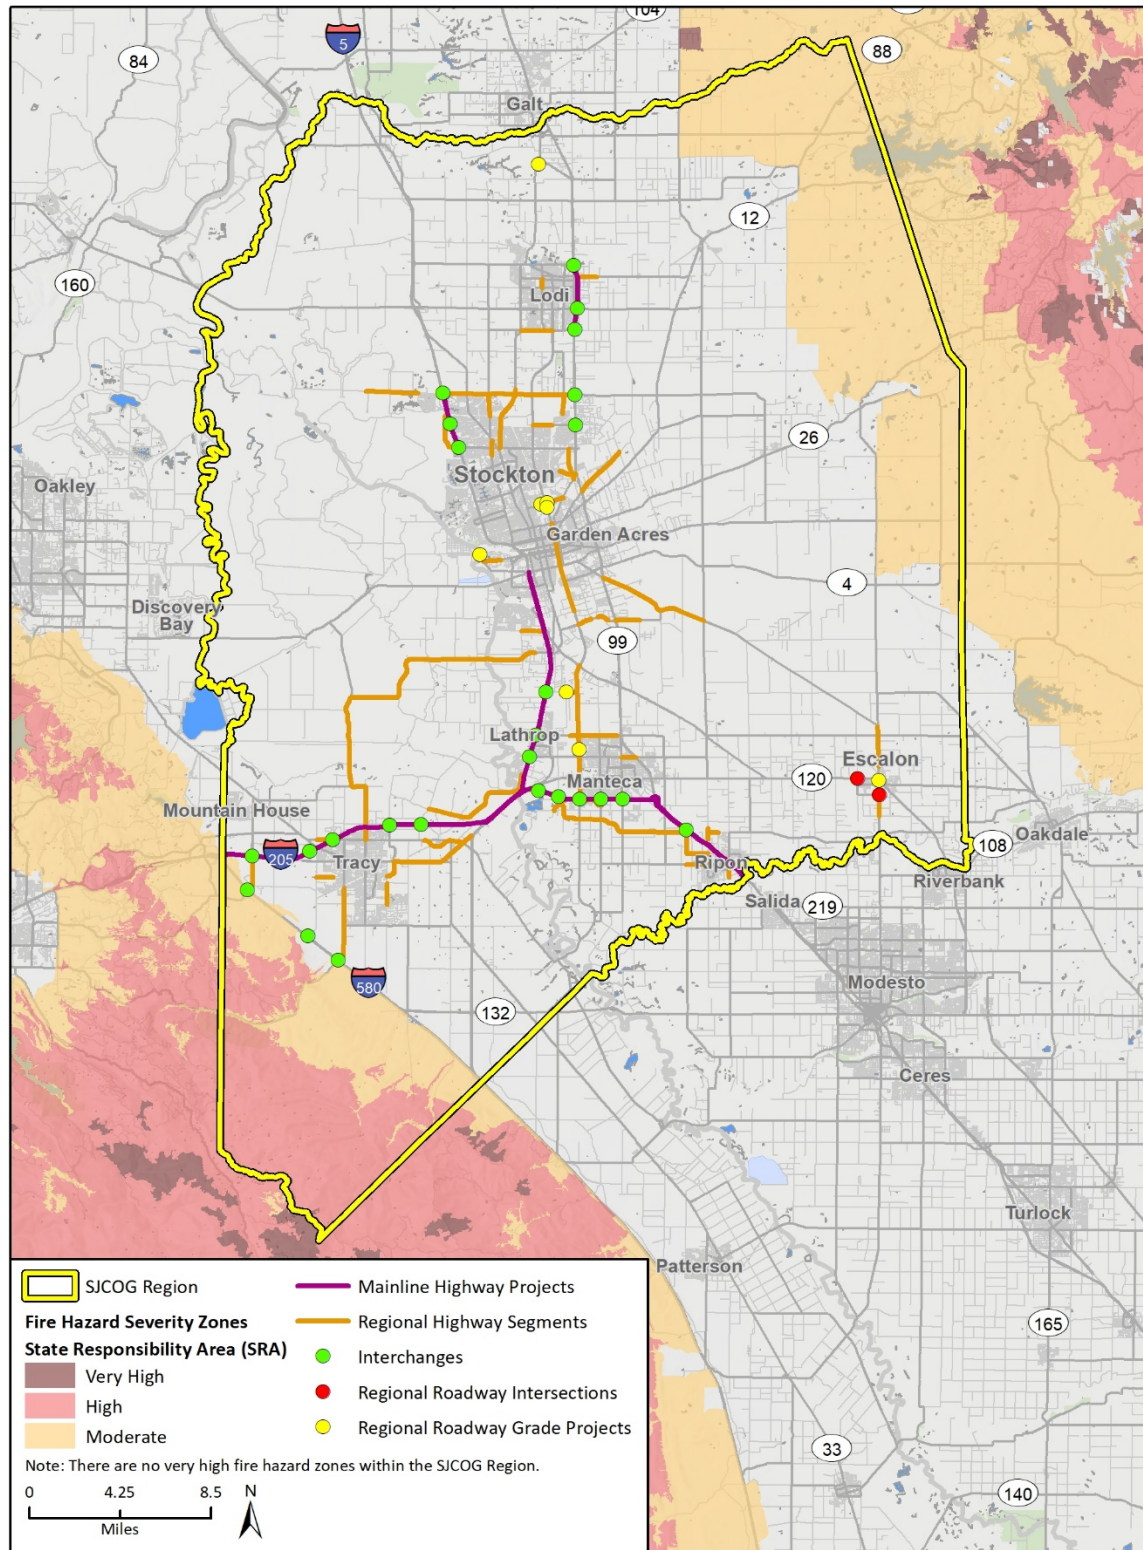 104
5
88
84
Galt
12
160
Lodi
26
Stockton
Oakley
Garden Acres
4
Discovery
Bay
99
Lathrop
Escalon
120
Manteca
Mountain House
Oakdale
108
205
Tracy
Ripon
Riverbank
Salida
219
580
Modesto
132
Ceres
Turlock
Patterson
165
33
140
SJCOG Region
Fire Hazard Severity Zones
State Responsibility Area (SRA)
Very High
High
Moderate
Mainline Highway Projects
Regional Highway Segments
Interchanges
Regional Roadway Intersections
Regional Roadway Grade Projects
Note: There are no very high fire hazard zones within the SJCOG Region.
0 4.25 8.5
Miles
N